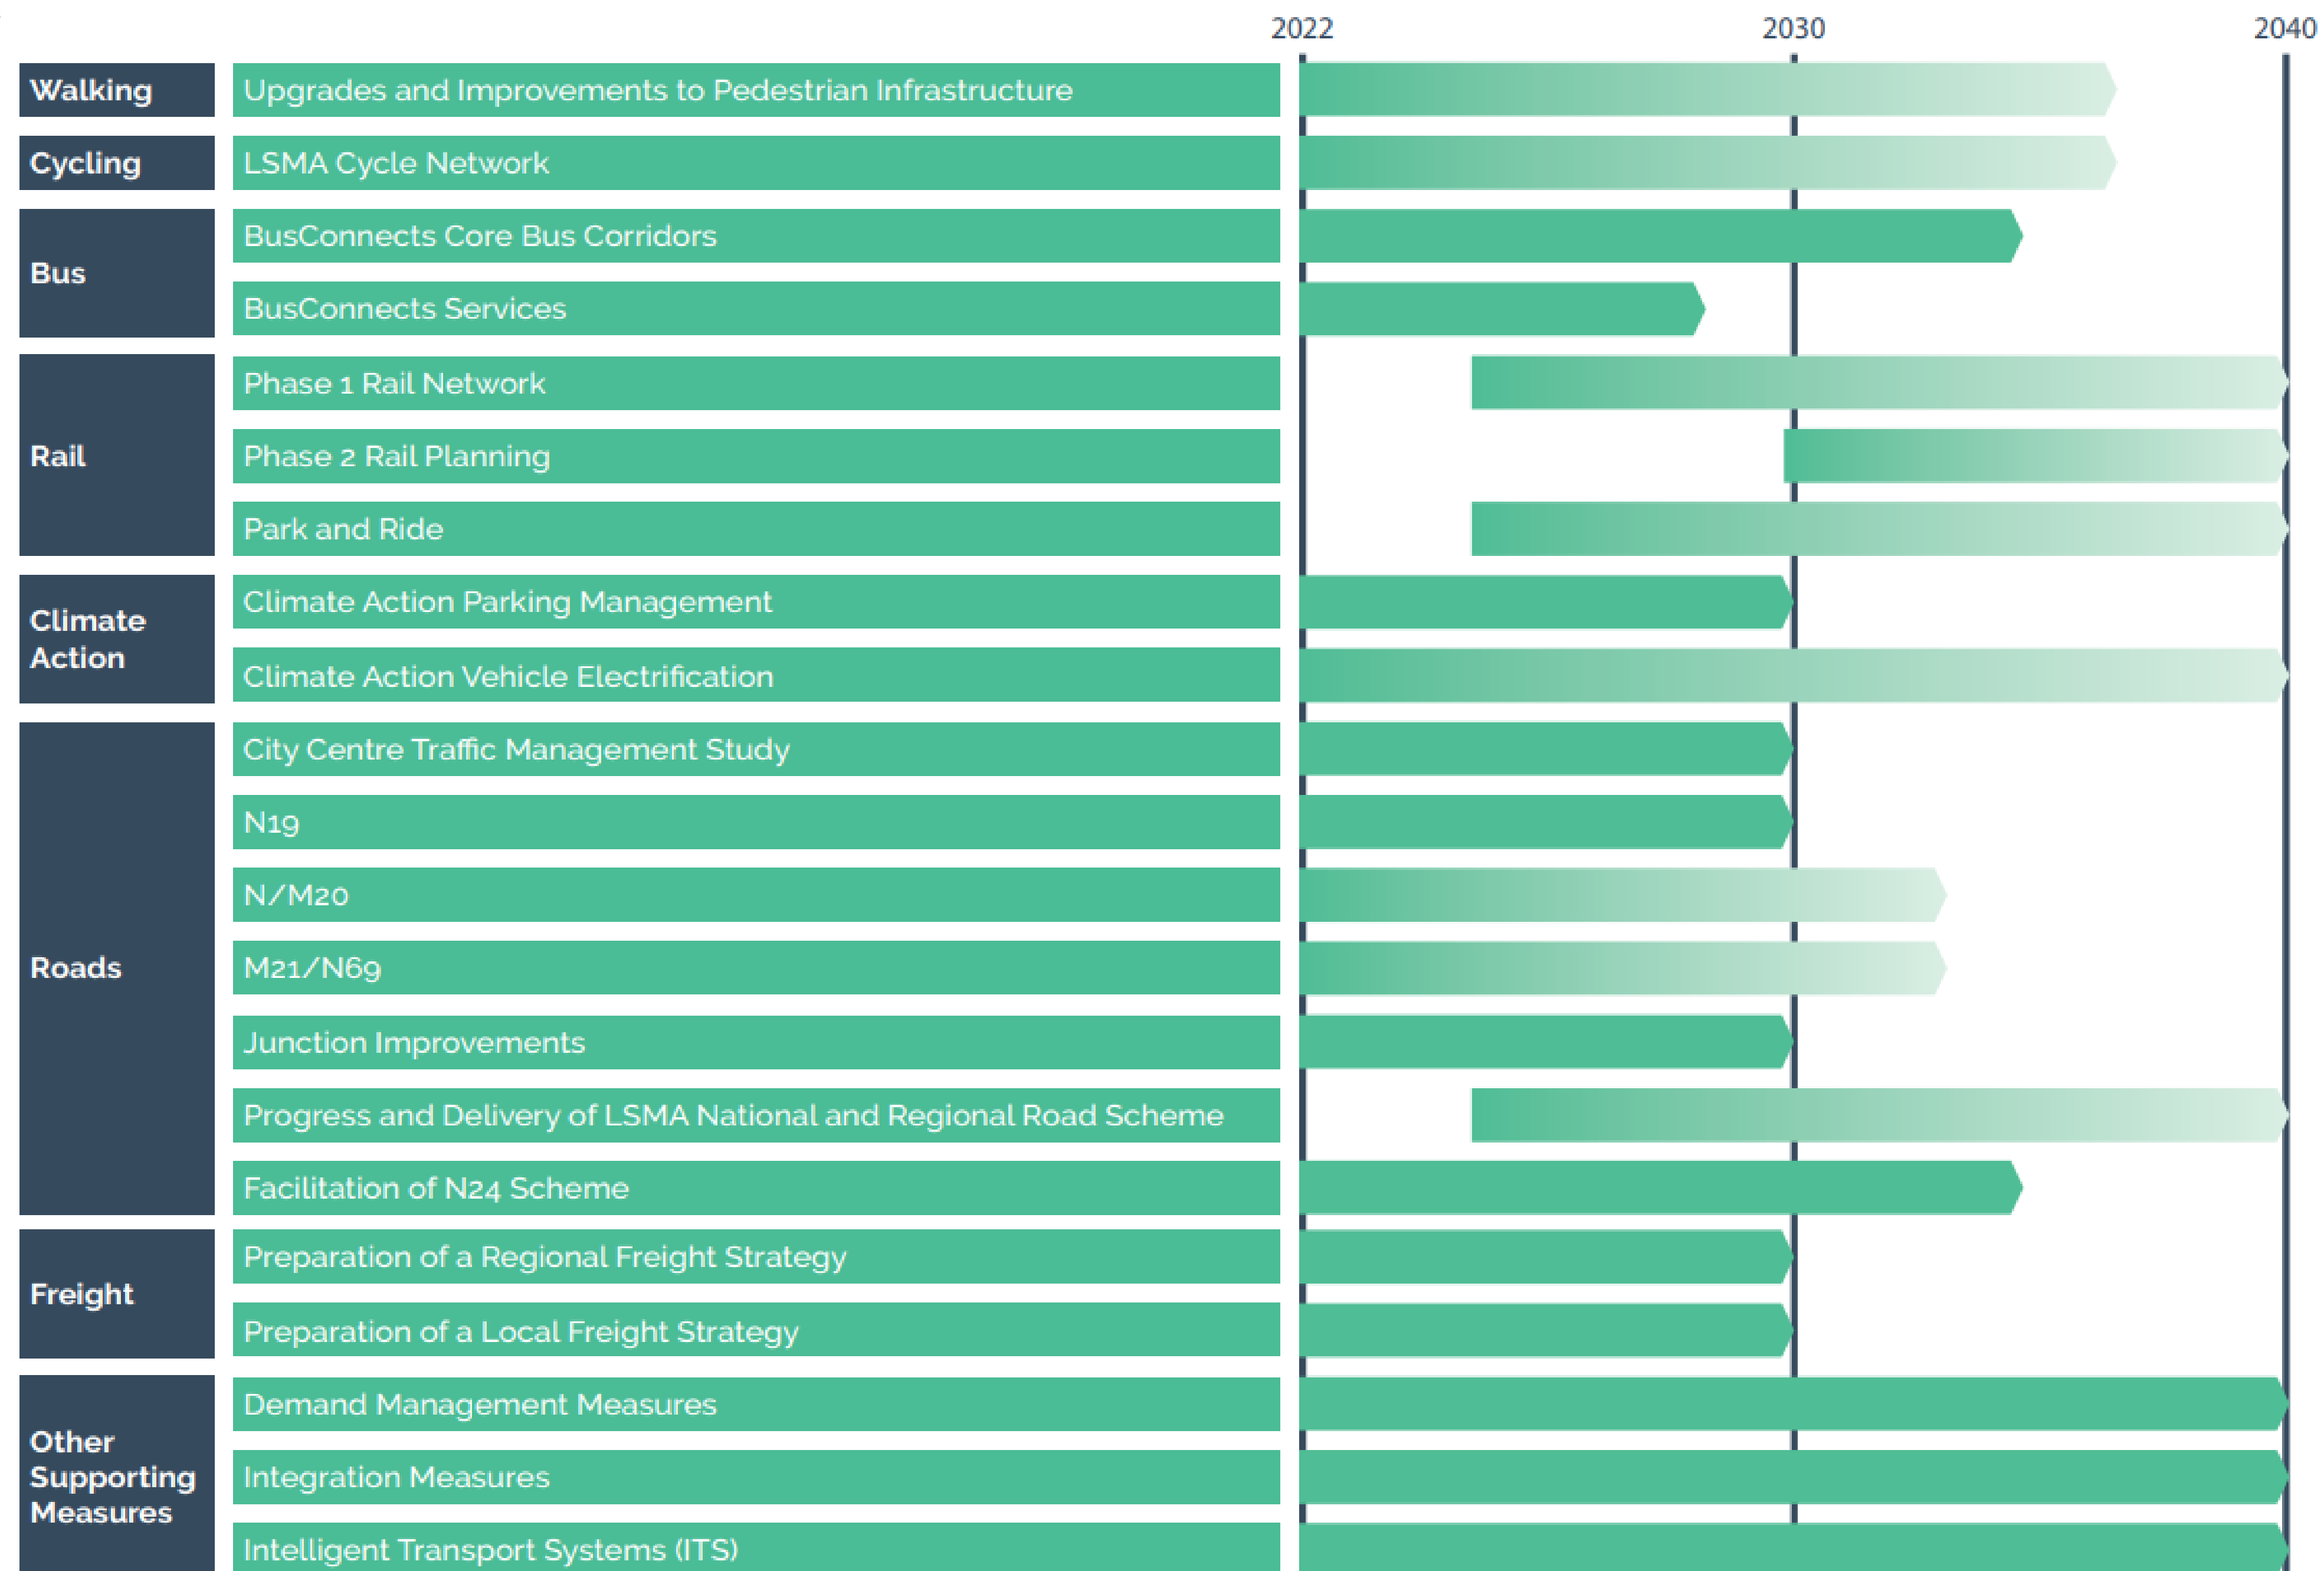 2022 2030 2040
Walking
Upgrades and Improvements to Pedestrian Infrastructure
Cycling
LSMA Cycle Network
Bus
BusConnects Core Bus Corridors
BusConnects Services
Rail
Phase 1 Rail Network
Phase 2 Rail Planning
Park and Ride
Climate
Action
Climate Action Parking Management
Climate Action Vehicle Electrification
Roads
City Centre Traffic Management Study
N19
N/M20
M21/N69
Junction Improvements
Progress and Delivery of LSMA National and Regional Road Scheme
Facilitation of N24 Scheme
Freight
Preparation of a Regional Freight Strategy
Preparation of a Local Freight Strategy
Other
Supporting
Measures
Demand Management Measures
Integration Measures
Intelligent Transport Systems (ITS)